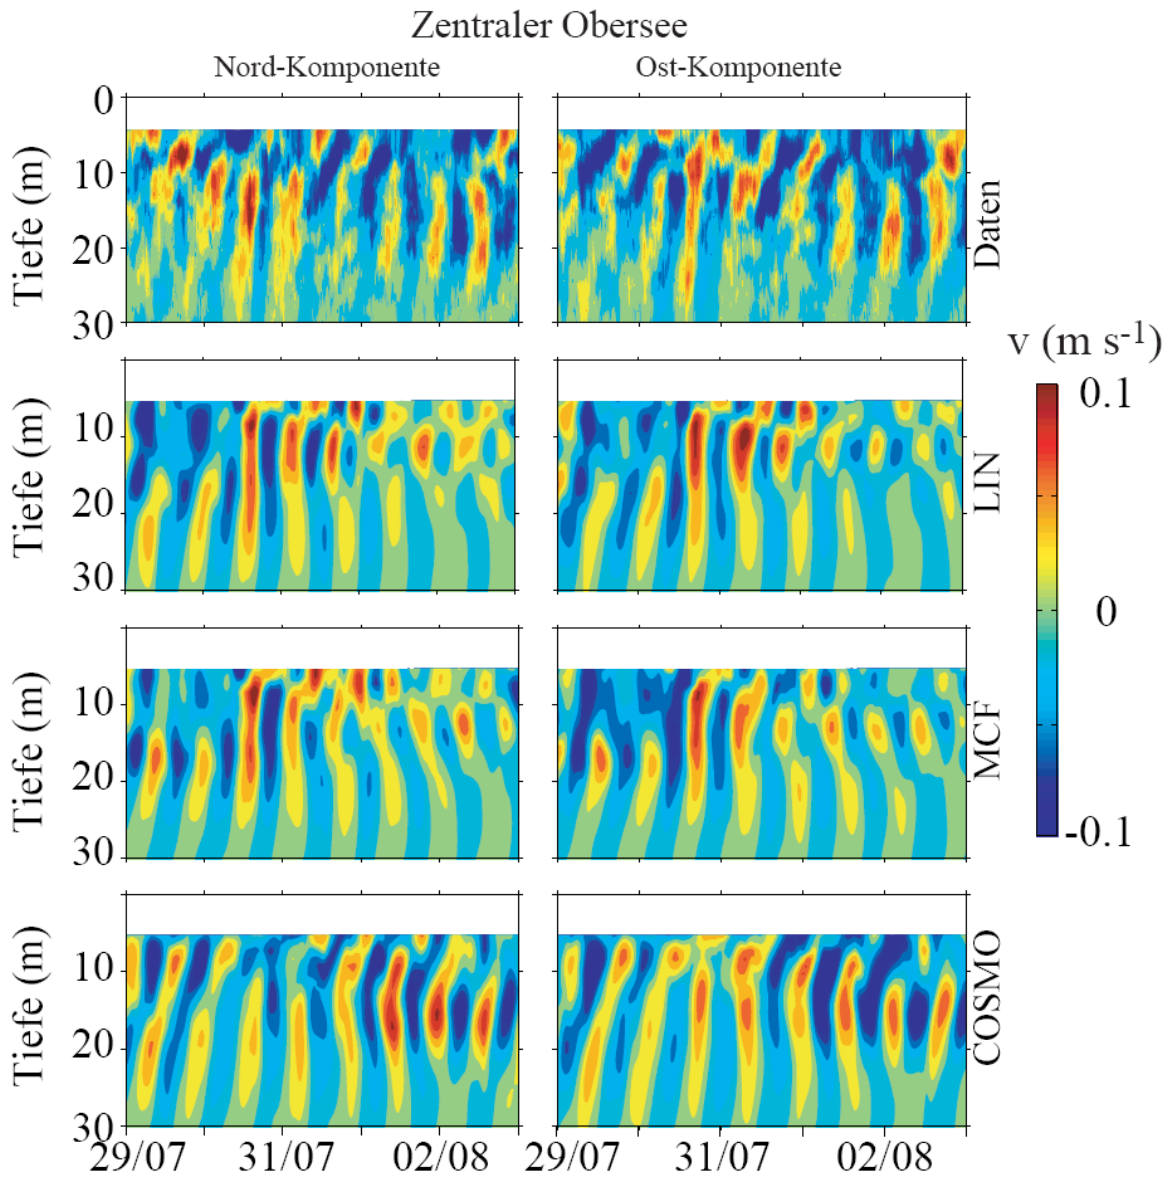 Zentraler Obersee
Nord-Komponente
Ost-Komponente
0
10
20
30
Tiefe (m)
Daten
10
20
30
Tiefe (m)
LIN
10
20
30
Tiefe (m)
MCF
10
20
30
Tiefe (m)
COSMO
29/07
31/07
02/08
29/07
31/07
02/08
v (m s-1)
0.1
0
-0.1